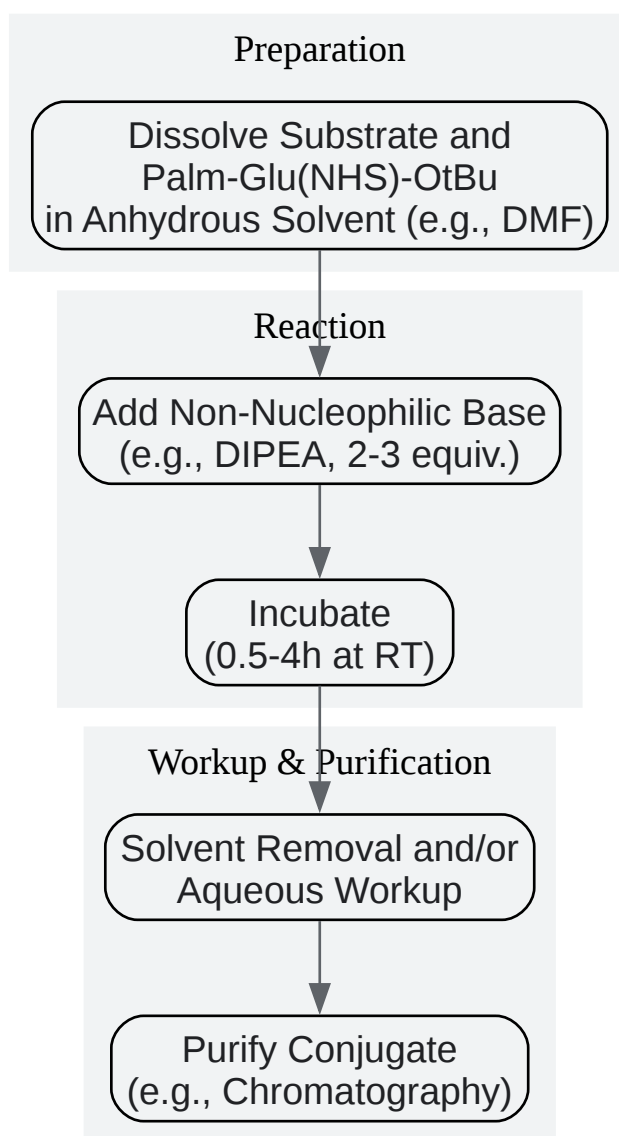 Preparation
Dissolve Substrate and
Palm-Glu(NHS)-OtBu
in Anhydrous Solvent (e.g., DMF)
Reaction
Add Non-Nucleophilic Base
(e.g., DIPEA, 2-3 equiv.)
Incubate
(0.5-4h at RT)
Workup & Purification
Solvent Removal and/or
Aqueous Workup
Purify Conjugate
(e.g., Chromatography)